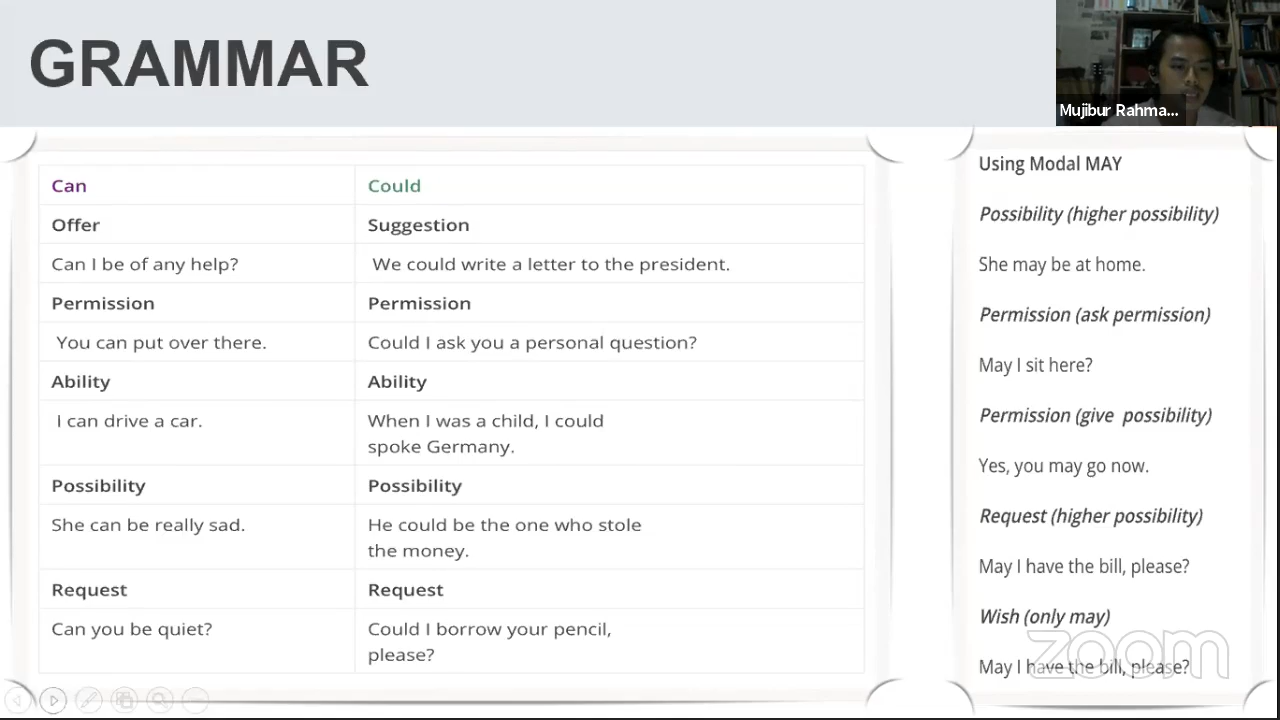 GRAMMAR
Mujibur Rahma...
Can
Could
Offer
Suggestion
Can I be of any help?
We could write a letter to the president.
Permission
Permission
You can put over there.
Could I ask you a personal question?
Ability
Ability
I can drive a car.
When I was a child, I could
spoke Germany.
Possibility
Possibility
She can be really sad.
He could be the one who stole
the money.
Request
Request
Can you be quiet?
Could I borrow your pencil,
please?
Using Modal MAY
Possibility (higher possibility)
She may be at home.
Permission (ask permission)
May I sit here?
Permission (give possibility)
Yes, you may go now.
Request (higher possibility)
May I have the bill, please?
Wish (only may)
May I have the bill, please?
zoom